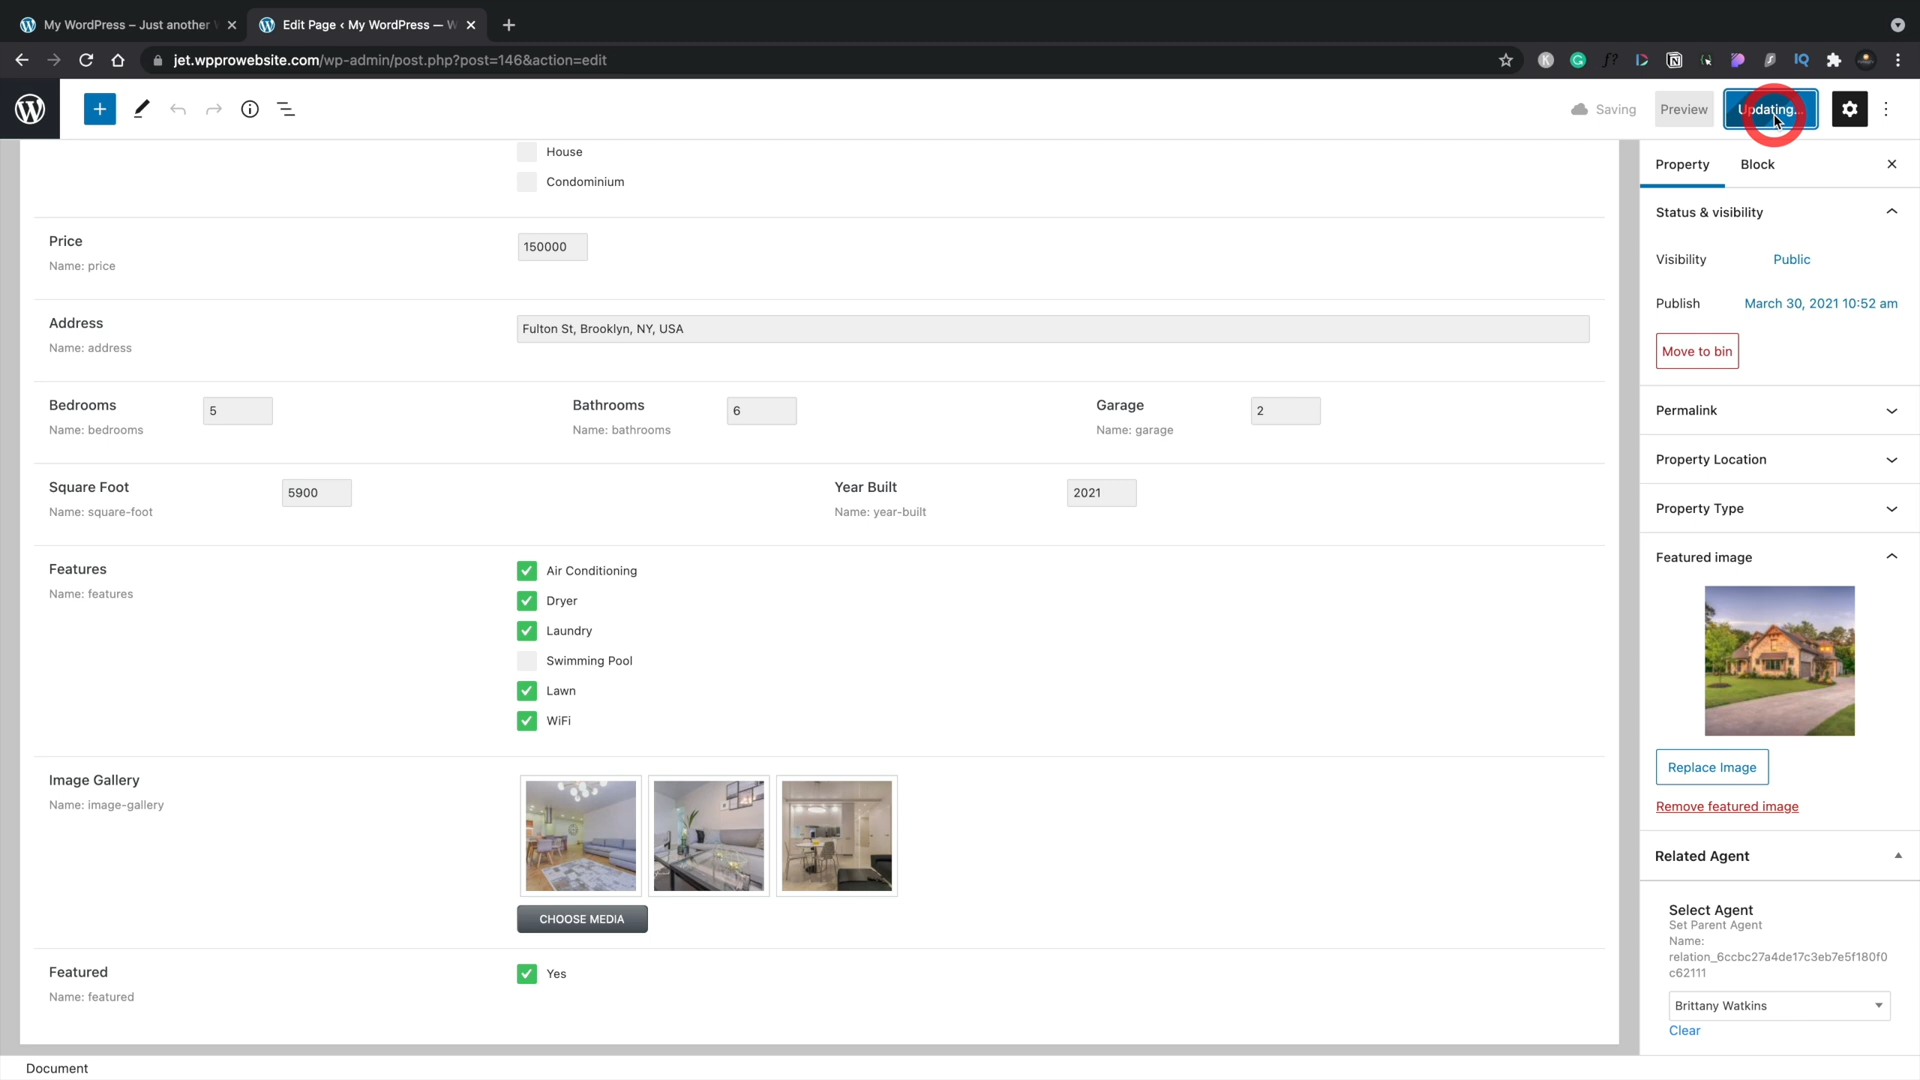 My WordPress – Just another
Edit Page ‹ My WordPress — W
jet.wpprowebsite.com/wp-admin/post.php?post=146&action=edit
Saving
Preview
Updating...
House
Condominium
Price
150000
Name: price
Address
Fulton St, Brooklyn, NY, USA
Name: address
Bedrooms
5
Name: bedrooms
Bathrooms
6
Name: bathrooms
Garage
2
Name: garage
Square Foot
5900
Name: square-foot
Year Built
2021
Name: year-built
Features
Name: features
Air Conditioning
Dryer
Laundry
Swimming Pool
Lawn
WiFi
Image Gallery
Name: image-gallery
CHOOSE MEDIA
Featured
Yes
Name: featured
Document
Property
Block
Status & visibility
Visibility
Public
Publish
March 30, 2021 10:52 am
Move to bin
Permalink
Property Location
Property Type
Featured image
Replace Image
Remove featured image
Related Agent
Select Agent
Set Parent Agent
Name:
relation_6ccbc27a4de17c3eb7e5f180f0
c62111
Brittany Watkins
Clear